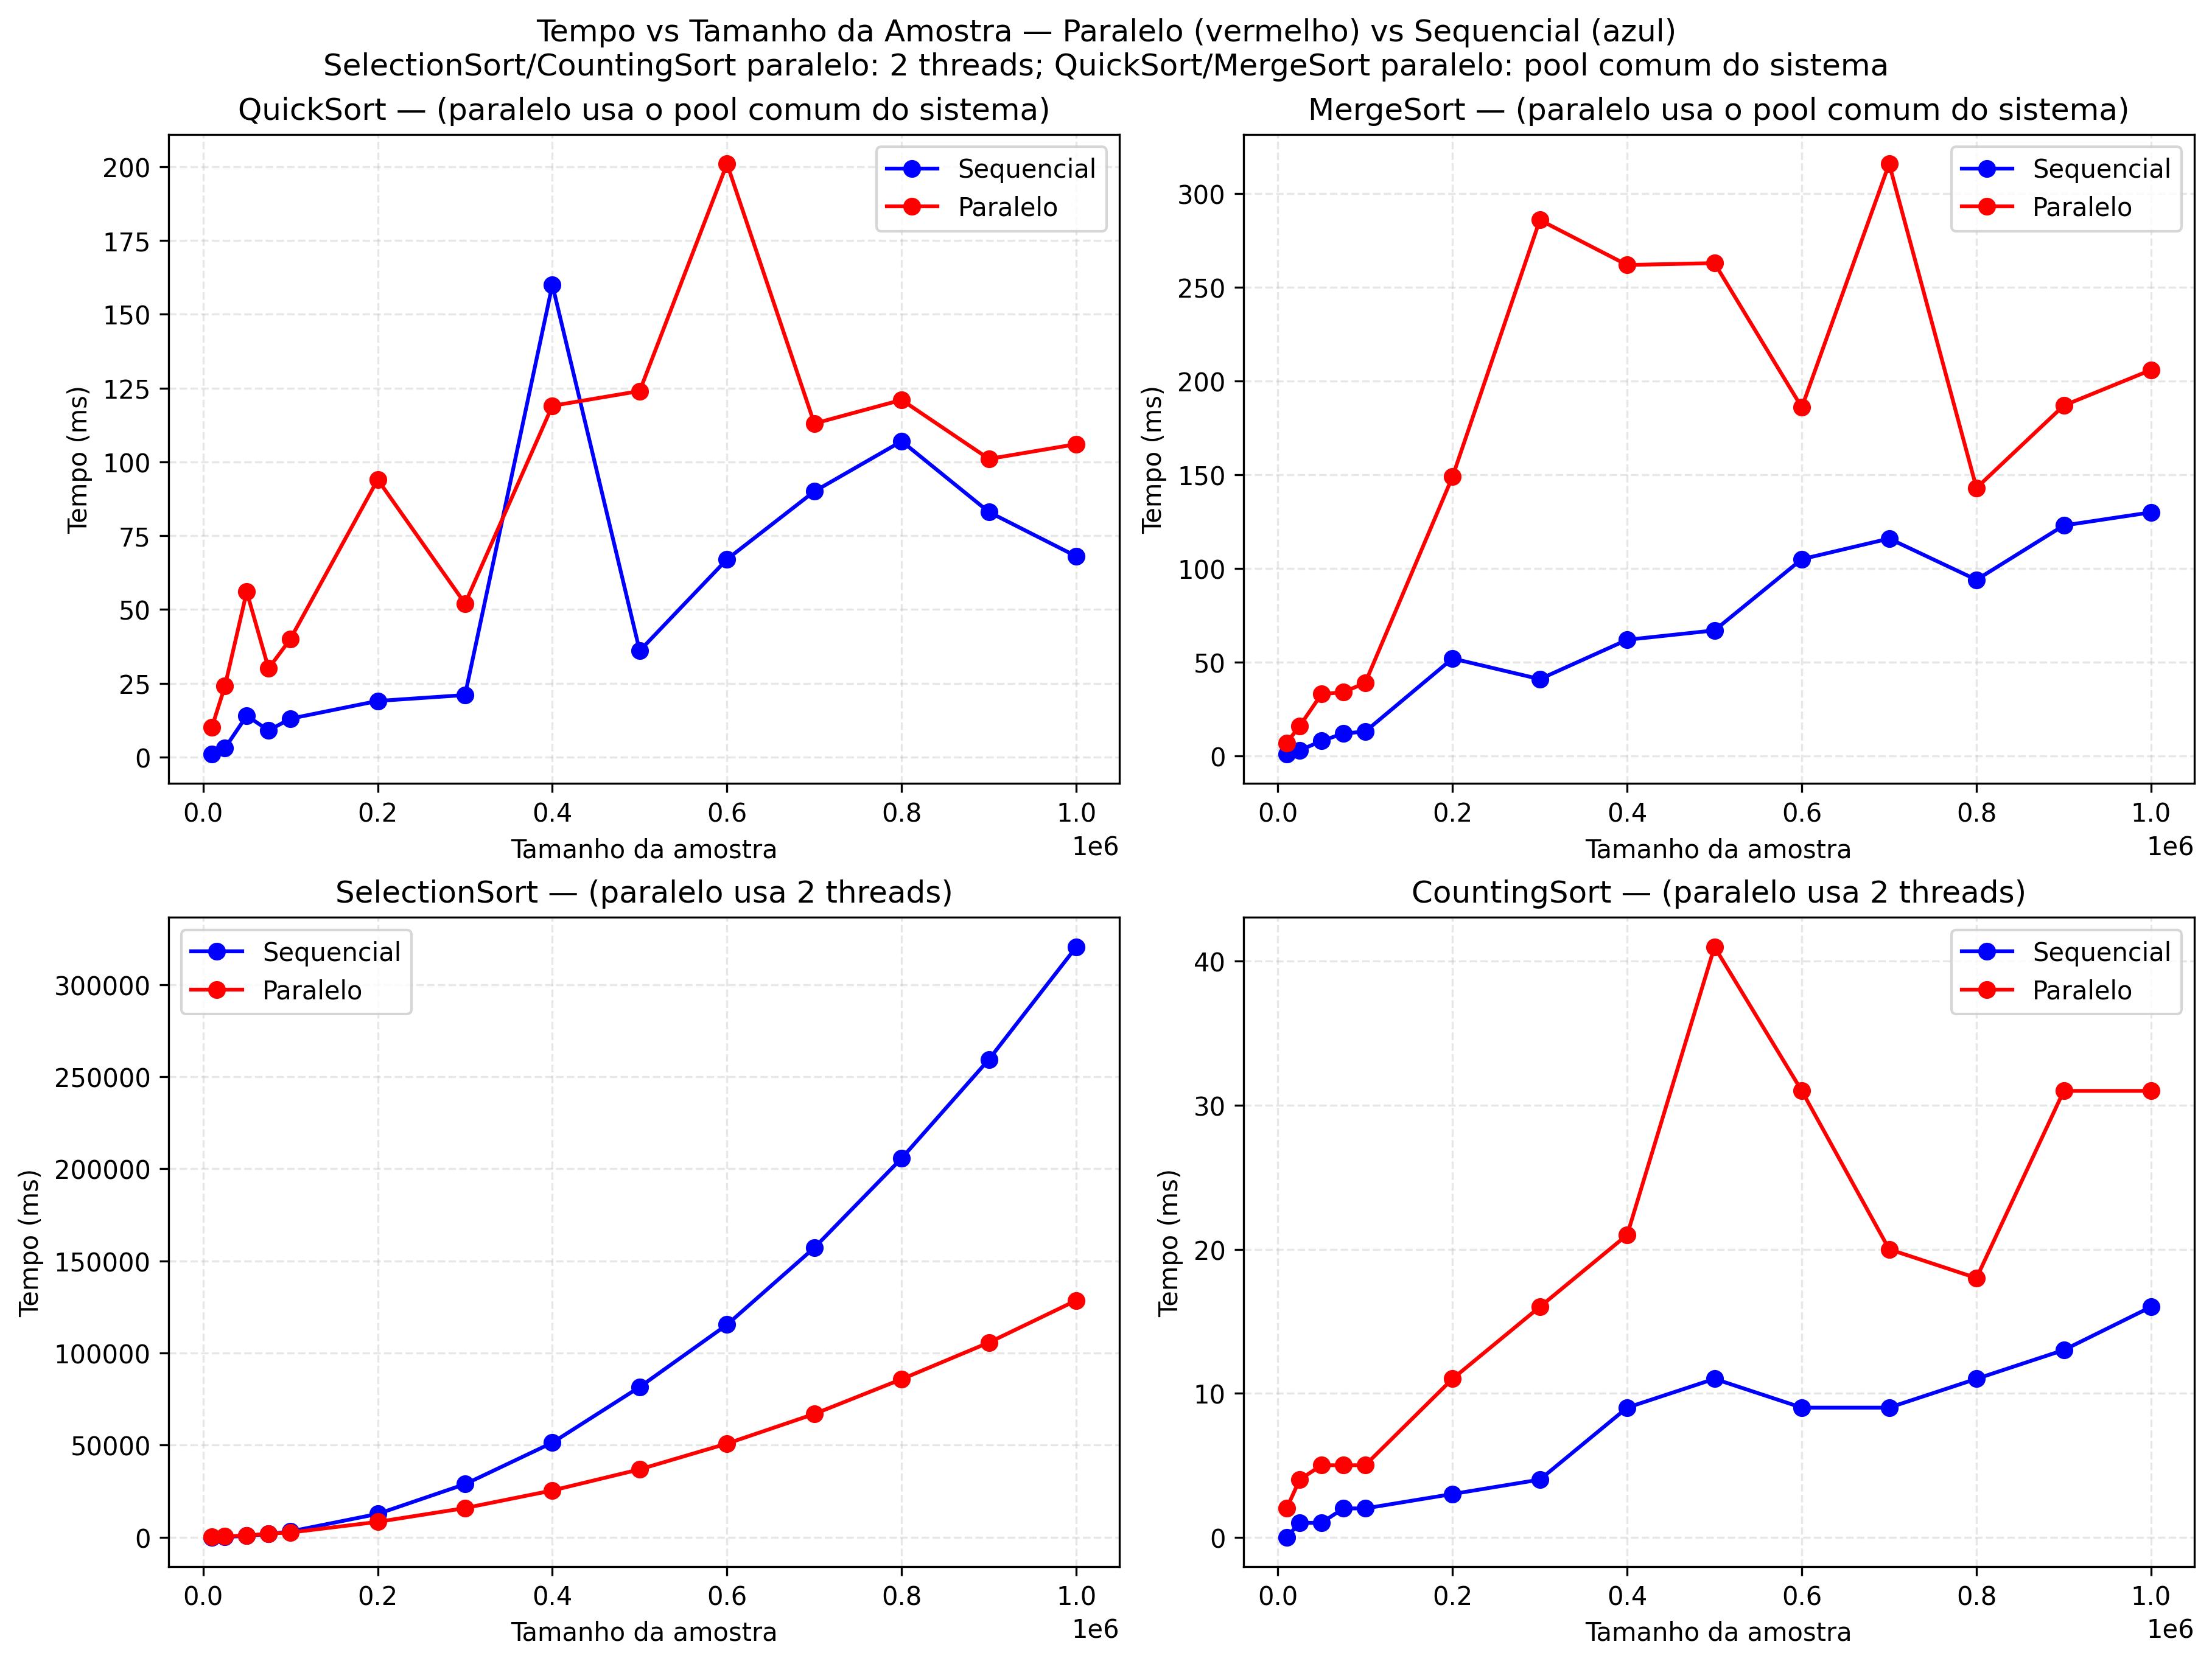 Tempo vs Tamanho da Amostra — Paralelo (vermelho) vs Sequencial (azul)
SelectionSort/CountingSort paralelo: 2 threads; QuickSort/MergeSort paralelo: pool comum do sistema
QuickSort — (paralelo usa o pool comum do sistema)
Sequencial
Paralelo
200
175
150
125
100
75
50
25
0
Tempo (ms)
0.0 0.2 0.4 0.6 0.8 1.0
1e6
Tamanho da amostra
MergeSort — (paralelo usa o pool comum do sistema)
Sequencial
Paralelo
300
250
200
150
100
50
0
Tempo (ms)
0.0 0.2 0.4 0.6 0.8 1.0
1e6
Tamanho da amostra
SelectionSort — (paralelo usa 2 threads)
Sequencial
Paralelo
300000
250000
200000
150000
100000
50000
0
Tempo (ms)
0.0 0.2 0.4 0.6 0.8 1.0
1e6
Tamanho da amostra
CountingSort — (paralelo usa 2 threads)
Sequencial
Paralelo
40
30
20
10
0
Tempo (ms)
0.0 0.2 0.4 0.6 0.8 1.0
1e6
Tamanho da amostra